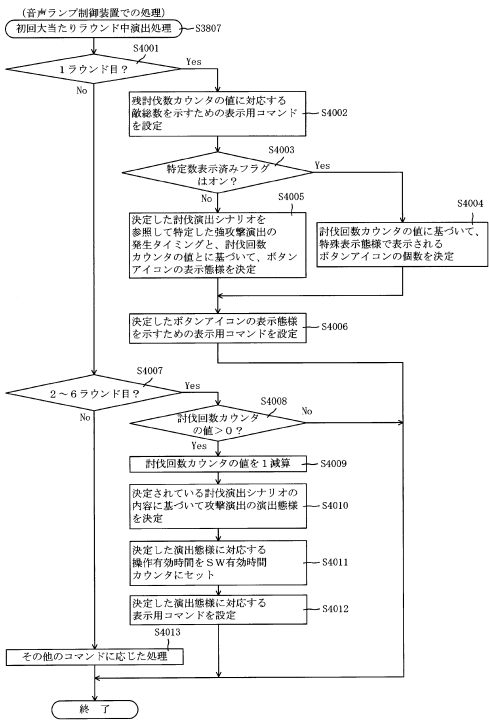 (音声ランプ制御装置での処理)
初回大当たりラウンド中演出処理
S3807
S4001
1ラウンド目?
Yes
No
残討伐数カウンタの値に対応する
敵総数を示すための表示用コマンド
を設定
S4002
S4003
特定数表示済みフラグ
はオン?
Yes
No
S4005
決定した討伐演出シナリオを
参照して特定した強攻撃演出の
発生タイミングと、討伐回数
カウンタの値とに基づいて、ボタン
アイコンの表示態様を決定
S4004
討伐回数カウンタの値に基づいて、
特殊表示態様で表示される
ボタンアイコンの個数を決定
決定したボタンアイコンの表示態様
を示すための表示用コマンドを設定
S4006
S4007
2~6ラウンド目?
Yes
No
S4008
討伐回数カウンタ
の値>0?
No
Yes
討伐回数カウンタの値を1減算
S4009
決定されている討伐演出シナリオの
内容に基づいて攻撃演出の演出態様
を決定
S4010
決定した演出態様に対応する
操作有効時間をSW有効時間
カウンタにセット
S4011
決定した演出態様に対応する
表示用コマンドを設定
S4012
S4013
その他のコマンドに応じた処理
終 了